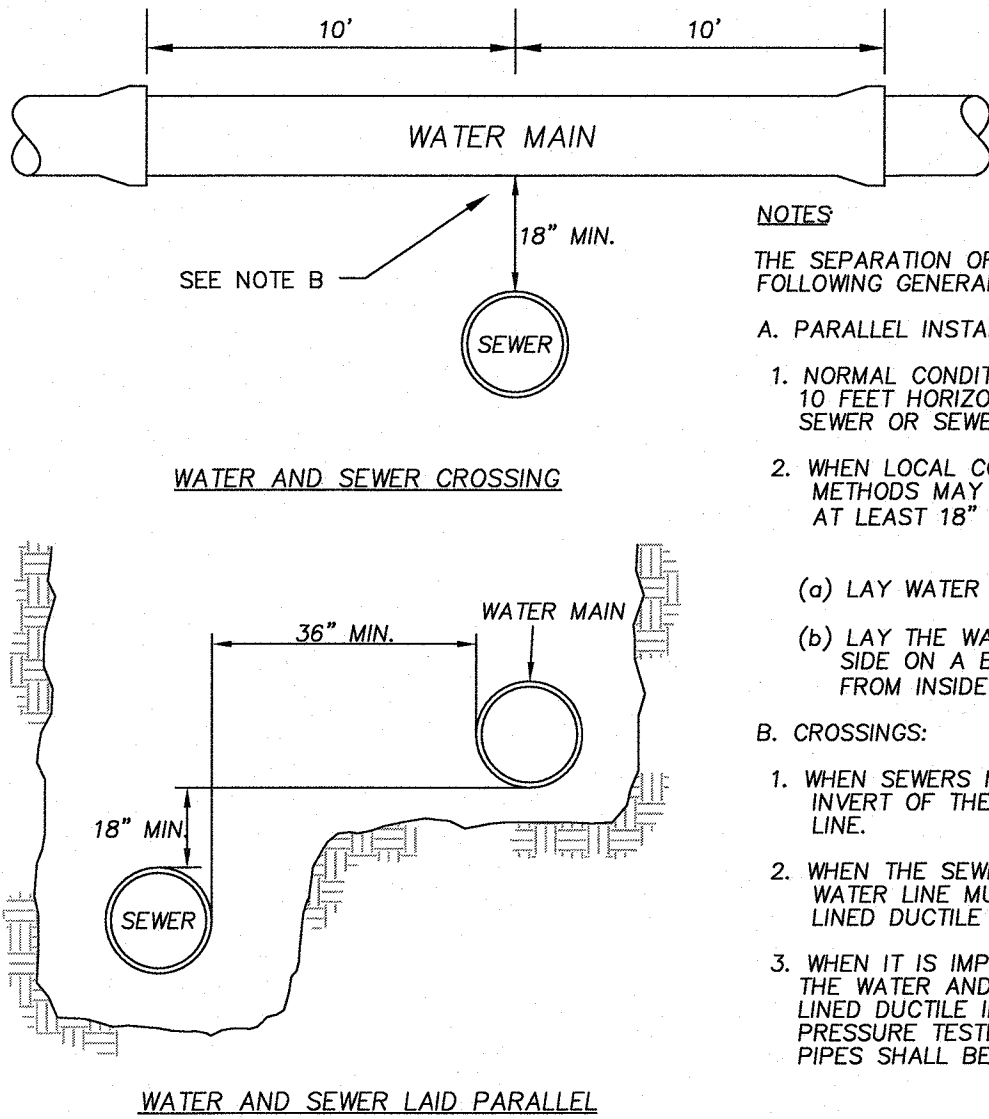 10' 10'
WATER MAIN
18" MIN.
SEE NOTE B
SEWER
WATER AND SEWER CROSSING
WATER MAIN
36" MIN.
18" MIN.
SEWER
WATER AND SEWER LAID PARALLEL
NOTES
THE SEPARATION OF
FOLLOWING GENERAL
A. PARALLEL INSTA
1. NORMAL CONDIT
10 FEET HORIZO
SEWER OR SEWE
2. WHEN LOCAL CO
METHODS MAY
AT LEAST 18"
(a) LAY WATER
(b) LAY THE WA
SIDE ON A B
FROM INSIDE
B. CROSSINGS:
1. WHEN SEWERS
INVERT OF THE
LINE.
2. WHEN THE SEW
WATER LINE MU
LINED DUCTILE
3. WHEN IT IS IMP
THE WATER AND
LINED DUCTILE I
PRESSURE TEST
PIPES SHALL BE